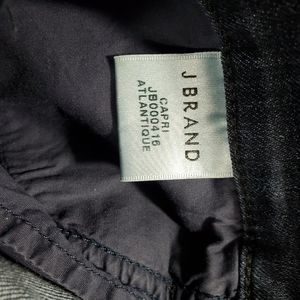 J BRAND
CAPRI
JB000416
ATLANTIQUE